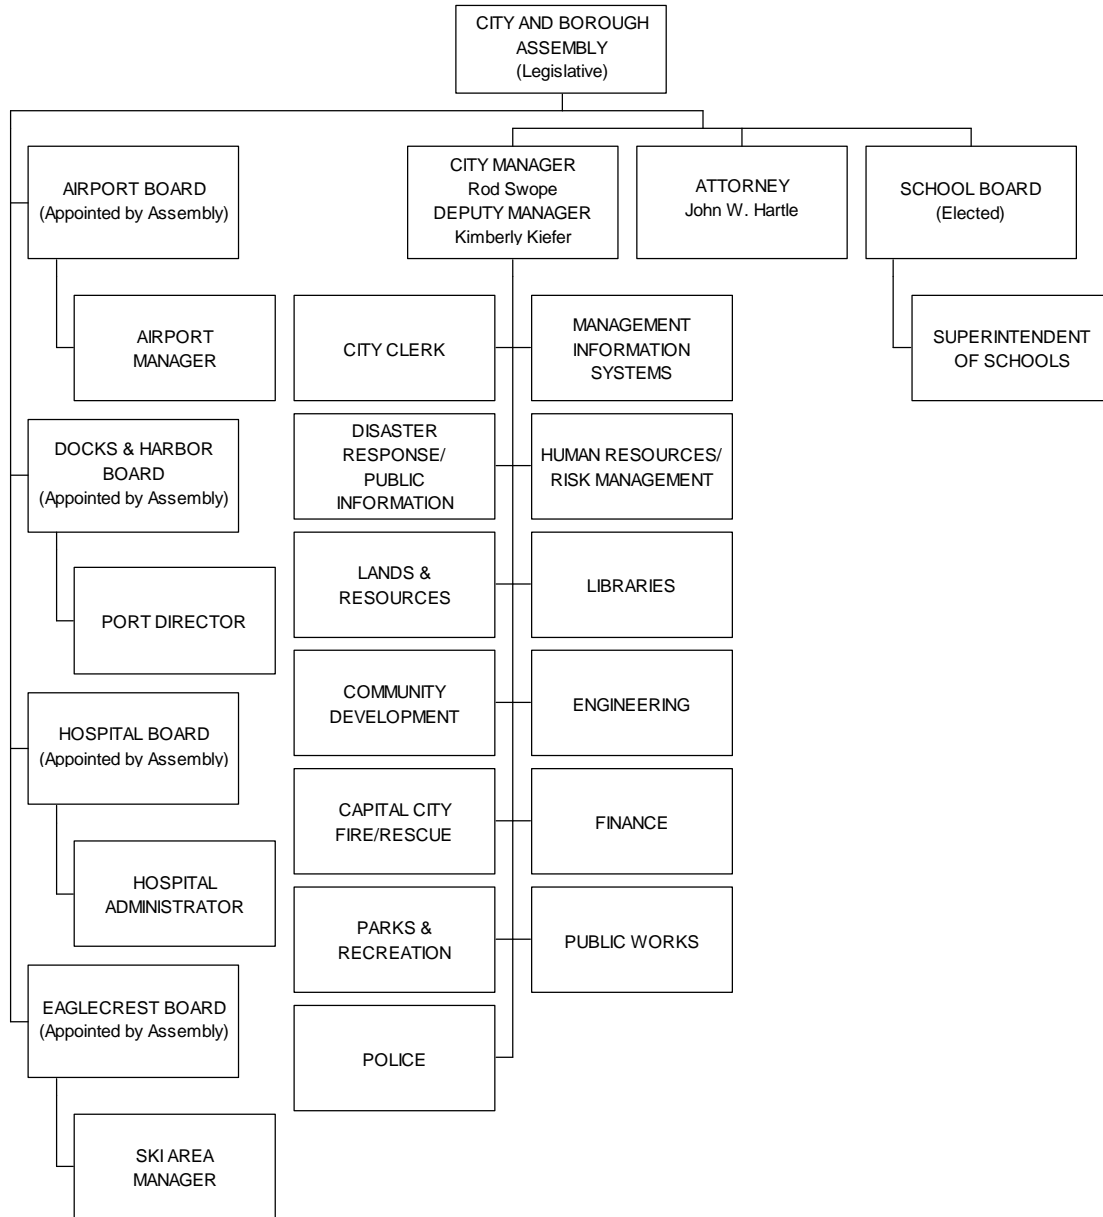 CITY AND BOROUGH
ASSEMBLY
(Legislative)
AIRPORT BOARD
(Appointed by Assembly)
CITY MANAGER
Rod Swope
DEPUTY MANAGER
Kimberly Kiefer
ATTORNEY
John W. Hartle
SCHOOL BOARD
(Elected)
AIRPORT
MANAGER
CITY CLERK
MANAGEMENT
INFORMATION
SYSTEMS
SUPERINTENDENT
OF SCHOOLS
DOCKS & HARBOR
BOARD
(Appointed by Assembly)
DISASTER
RESPONSE/
PUBLIC
INFORMATION
HUMAN RESOURCES/
RISK MANAGEMENT
PORT DIRECTOR
LANDS &
RESOURCES
LIBRARIES
HOSPITAL BOARD
(Appointed by Assembly)
COMMUNITY
DEVELOPMENT
ENGINEERING
HOSPITAL
ADMINISTRATOR
CAPITAL CITY
FIRE/RESCUE
FINANCE
EAGLECREST BOARD
(Appointed by Assembly)
PARKS &
RECREATION
PUBLIC WORKS
POLICE
SKI AREA
MANAGER